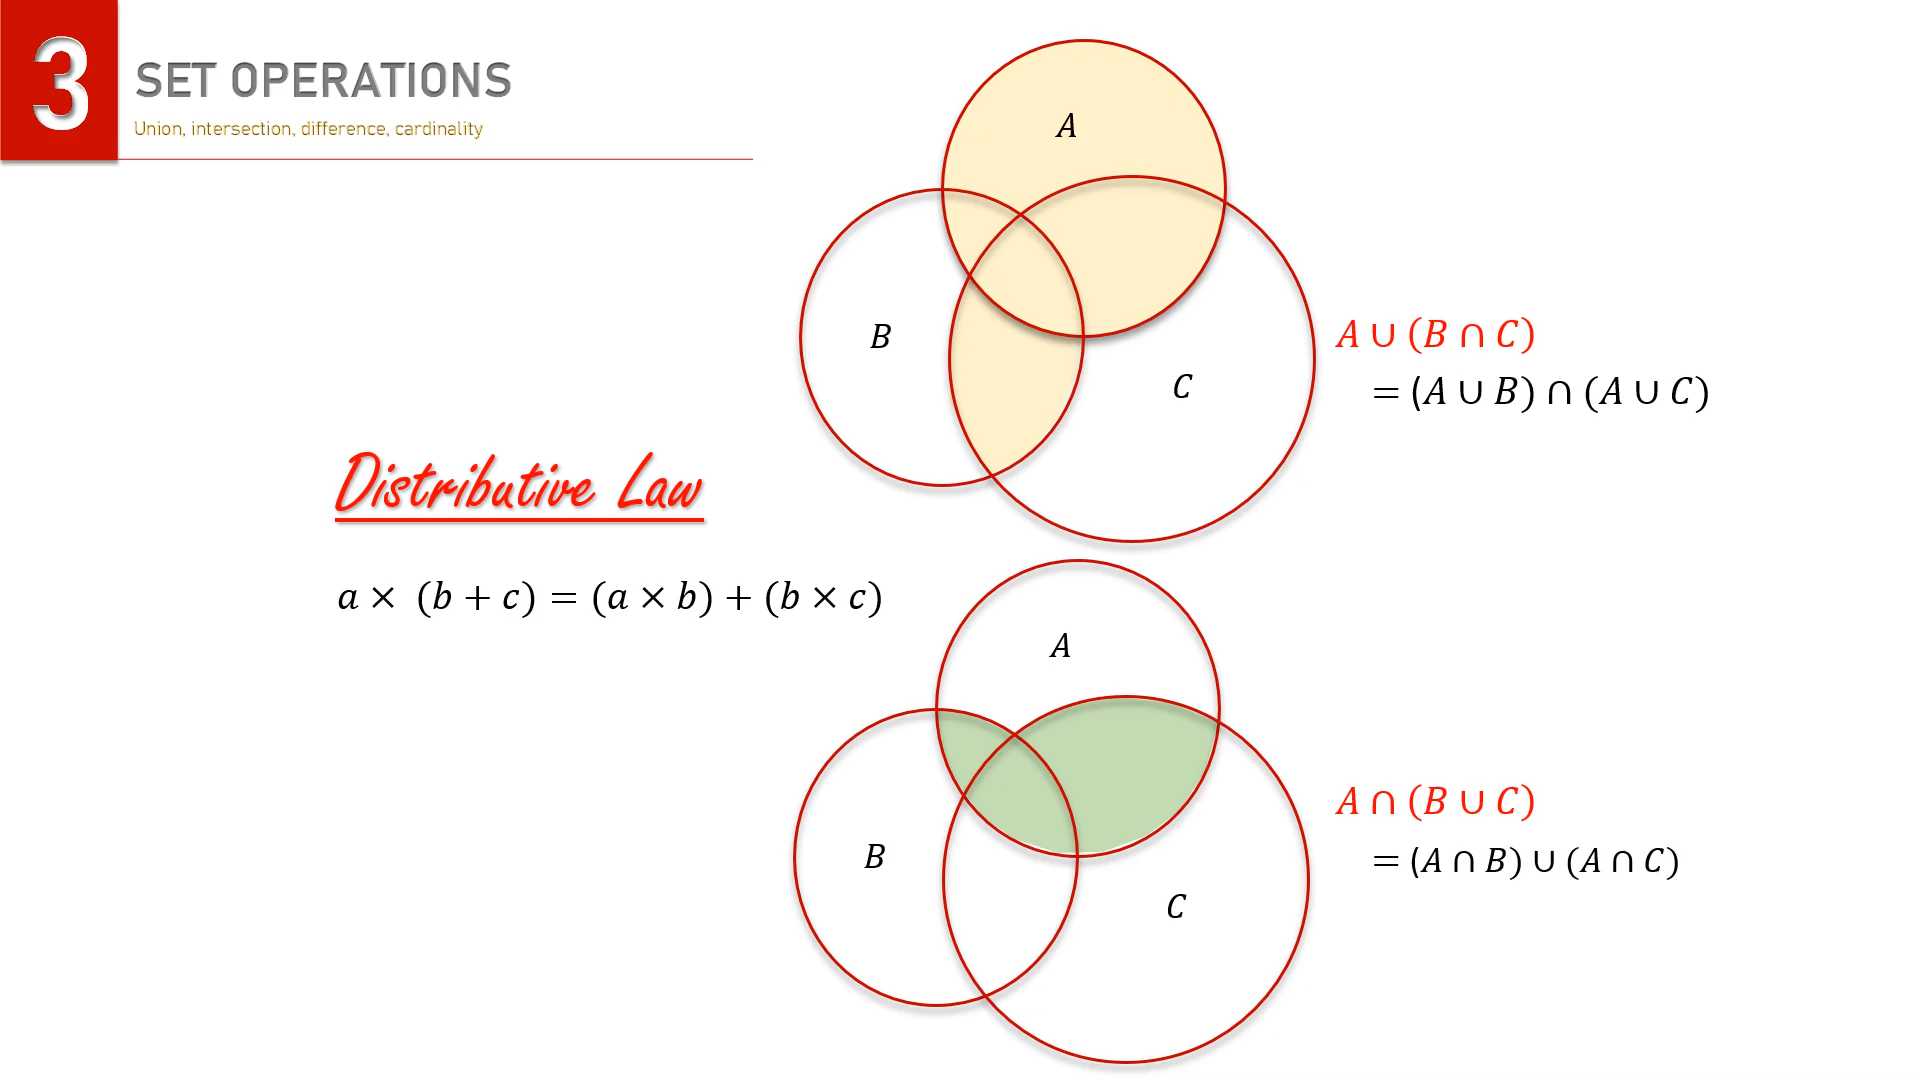 3
SET OPERATIONS
Union, intersection, difference, cardinality
Distributive Law
𝑎 × (𝑏 + 𝑐) = (𝑎 × 𝑏) + (𝑏 × 𝑐)
A
B
C
A ∪ (B ∩ C)
= (A ∪ B) ∩ (A ∪ C)
A
B
C
A ∩ (B ∪ C)
= (A ∩ B) ∪ (A ∩ C)